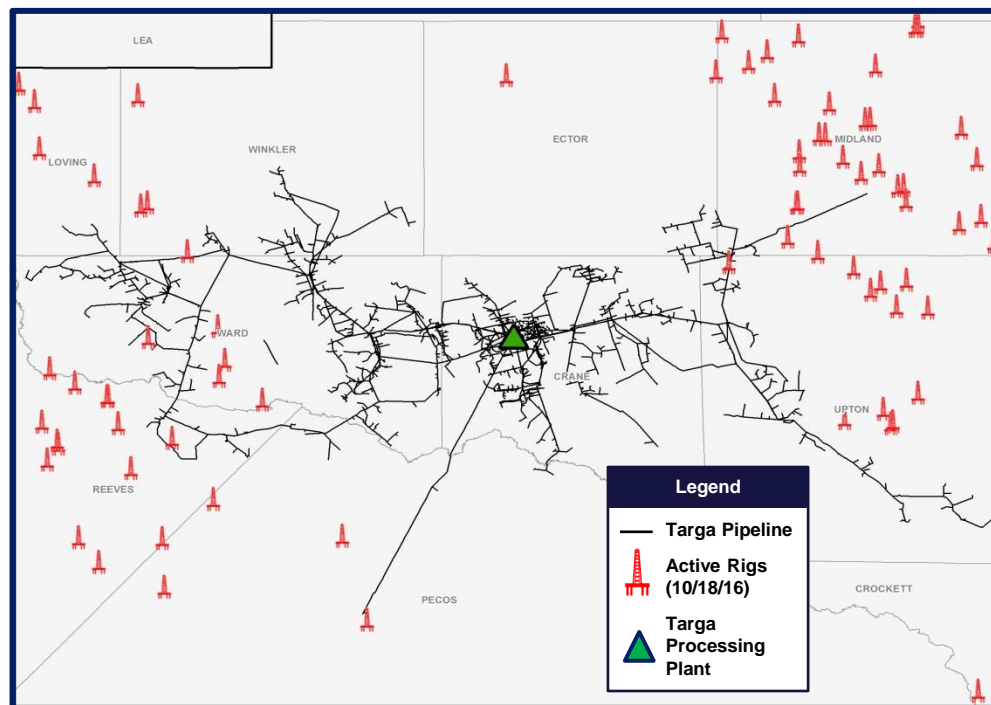 LEA
ECTOR
MIDLAND
WINKLER
LOVING
WARD
CRANE
UPTON
REEVES
PECOS
CROCKETT
Legend
Targa Pipeline
Active Rigs
(10/18/16)
Targa
Processing
Plant